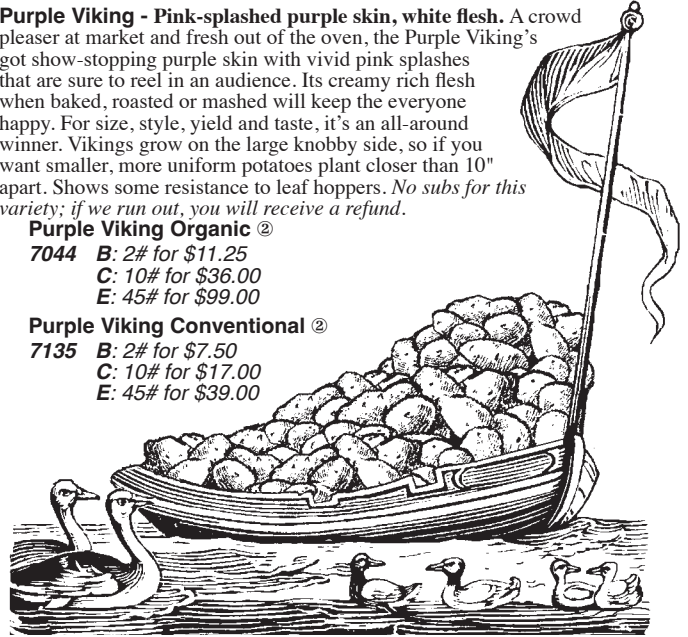 Purple Viking - Pink-splashed purple skin, white flesh. A crowd
pleaser at market and fresh out of the oven, the Purple Viking’s
got show-stopping purple skin with vivid pink splashes
that are sure to reel in an audience. Its creamy rich flesh
when baked, roasted or mashed will keep the everyone
happy. For size, style, yield and taste, it’s an all-around
winner. Vikings grow on the large knobby side, so if you
want smaller, more uniform potatoes plant closer than 10"
apart. Shows some resistance to leaf hoppers. No subs for this
variety; if we run out, you will receive a refund.
Purple Viking Organic ②
7044 B: 2# for $11.25
C: 10# for $36.00
E: 45# for $99.00
Purple Viking Conventional ②
7135 B: 2# for $7.50
C: 10# for $17.00
E: 45# for $39.00